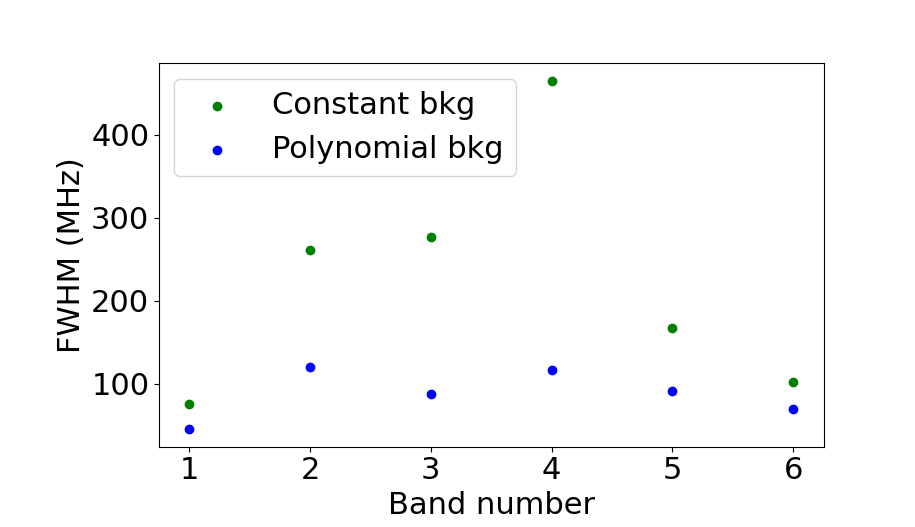 Constant bkg
Polynomial bkg
FWHM (MHz)
400
300
200
100
1 2 3 4 5 6
Band number